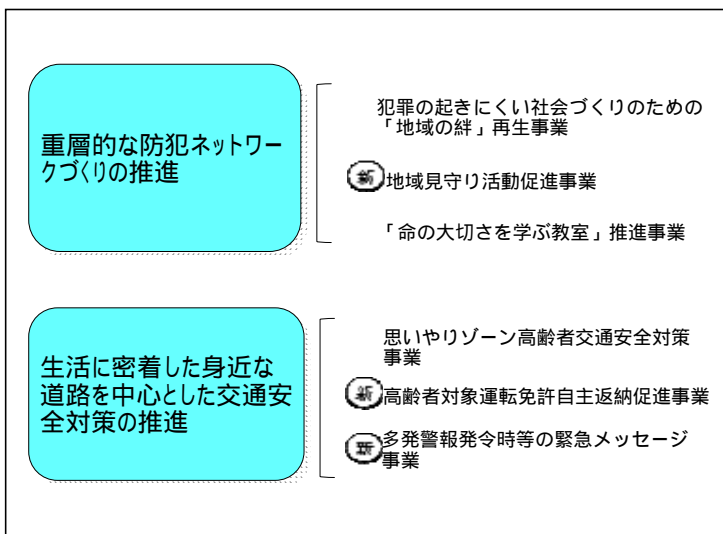 重層的な防犯ネットワー
クづくりの推進
犯罪の起きにくい社会づくりのための
「地域の絆」再生事業
新 地域見守り活動促進事業
「命の大切さを学ぶ教室」推進事業
生活に密着した身近な
道路を中心とした交通安
全対策の推進
思いやりゾーン高齢者交通安全対策
事業
新 高齢者対象運転免許自主返納促進事業
新 多発警報発令時等の緊急メッセージ
事業